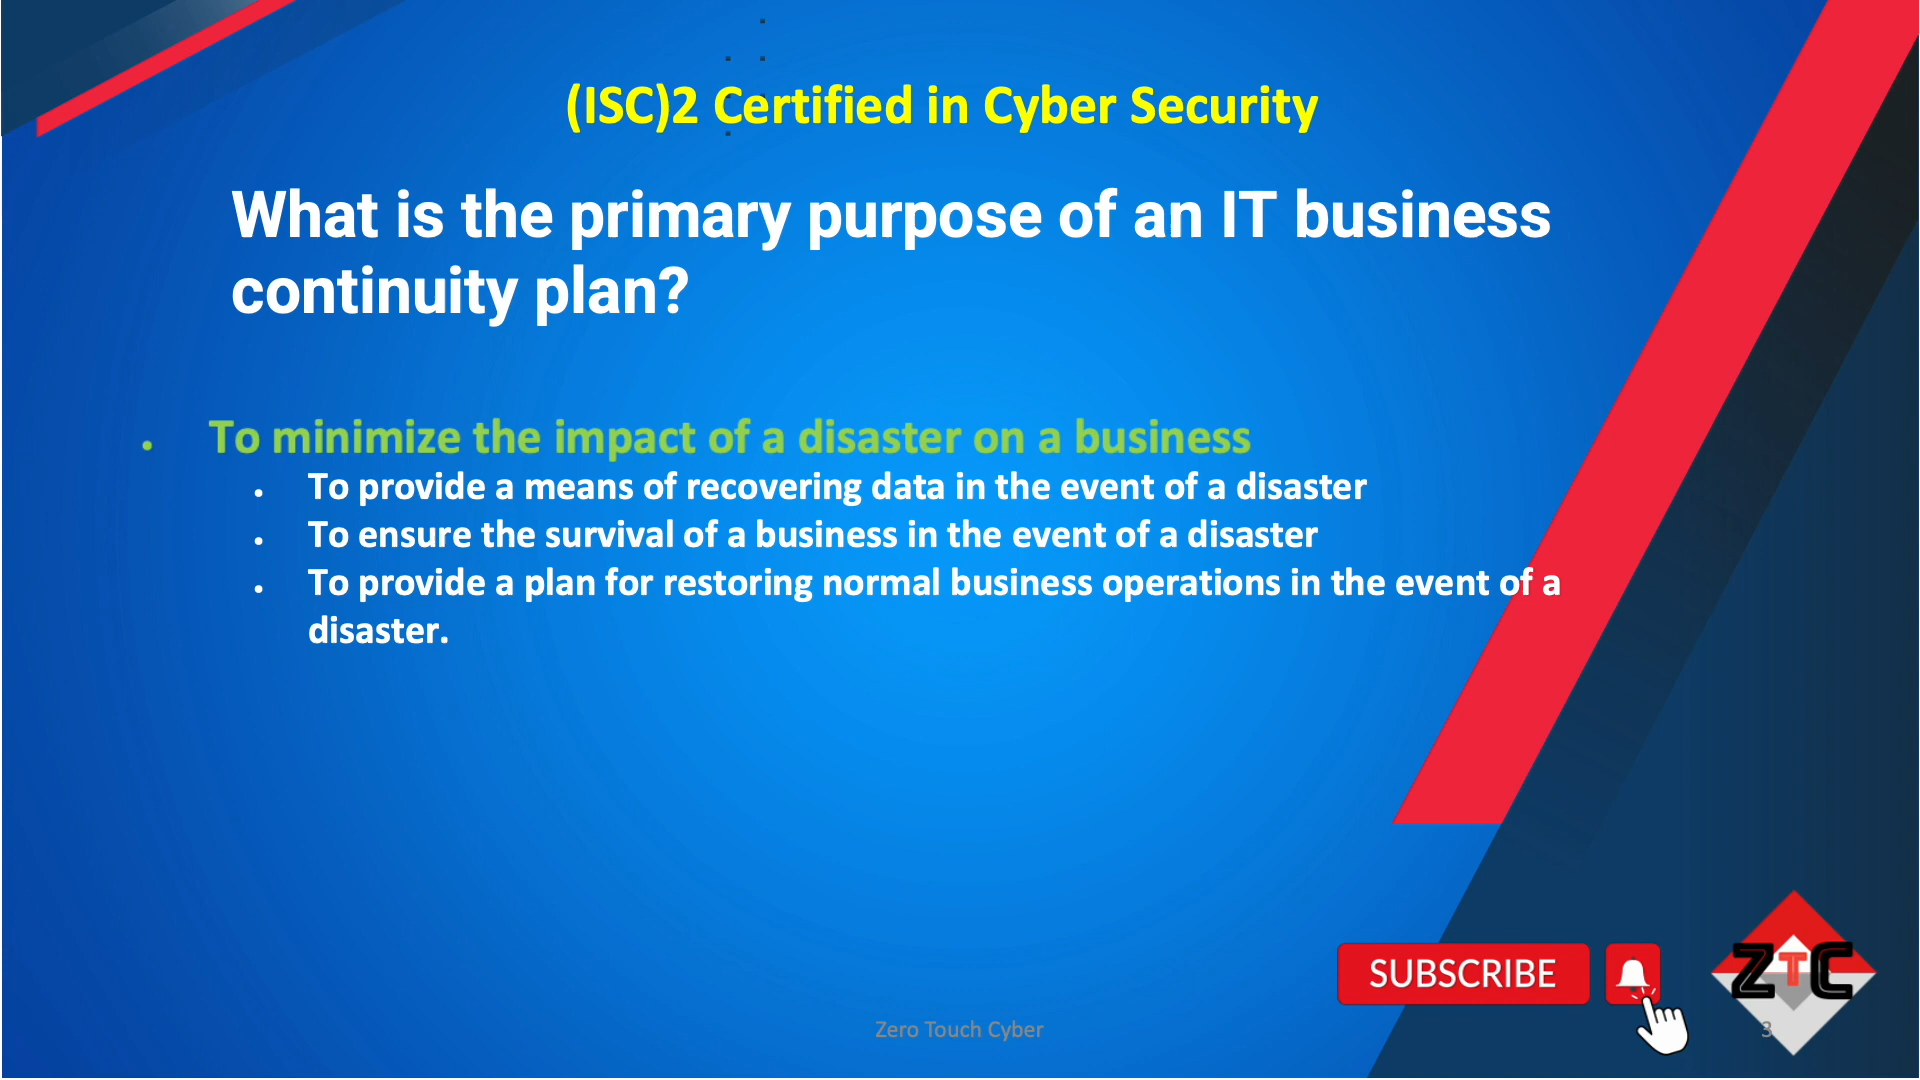 (ISC)2 Certified in Cyber Security
What is the primary purpose of an IT business
continuity plan?
• To minimize the impact of a disaster on a business
• To provide a means of recovering data in the event of a disaster
• To ensure the survival of a business in the event of a disaster
• To provide a plan for restoring normal business operations in the event of a
disaster.
SUBSCRIBE
ZTC
Zero Touch Cyber
3